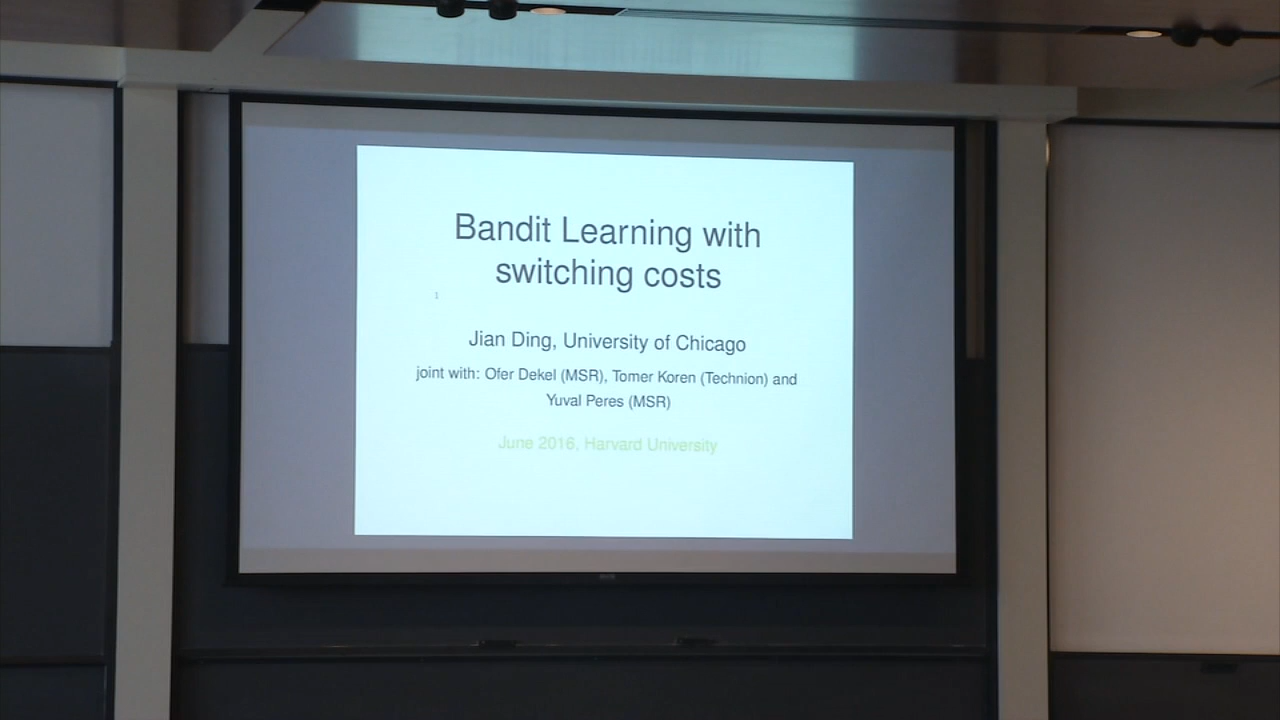 Bandit Learning with
switching costs
1
Jian Ding, University of Chicago
joint with: Ofer Dekel (MSR), Tomer Koren (Technion) and
Yuval Peres (MSR)
June 2016, Harvard University